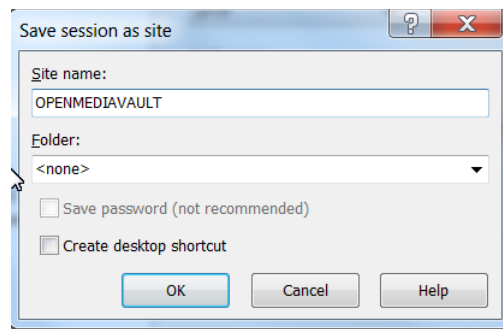 Save session as site
Site name:
OPENMEDIAVAULT
Folder:
<none>
Save password (not recommended)
Create desktop shortcut
OK Cancel Help